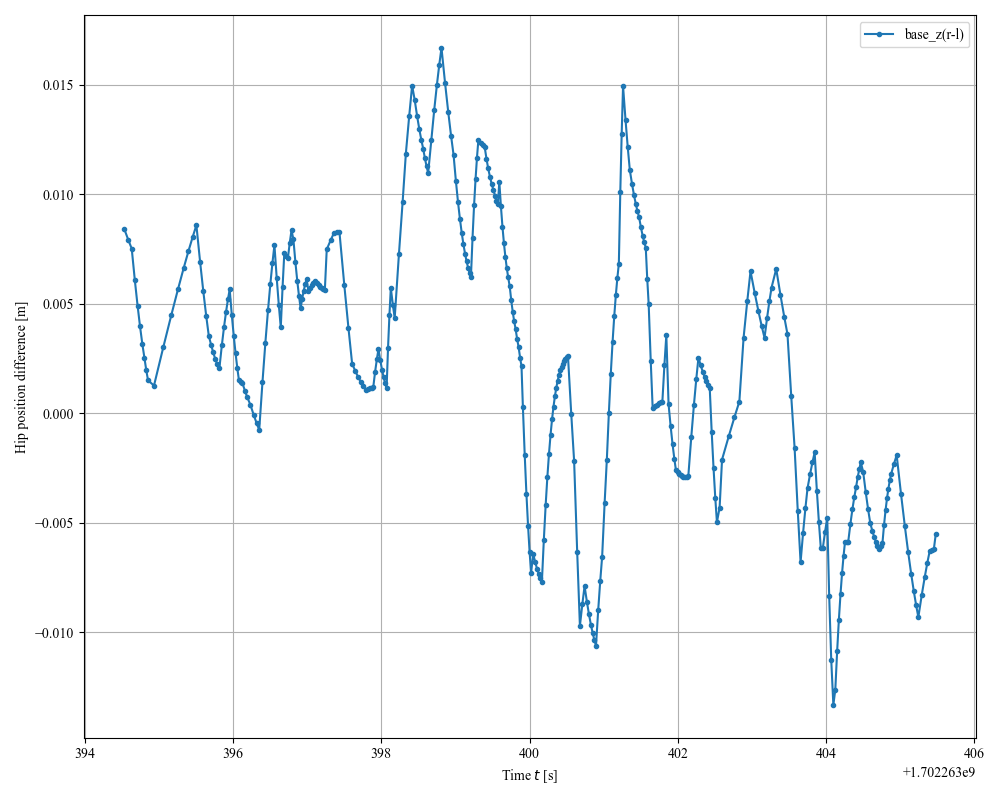 base_z(r-l)
Hip position difference [m]
0.015
0.010
0.005
0.000
−0.005
−0.010
394 396 398 400 402 404 406
Time t [s]
+1.702263e9